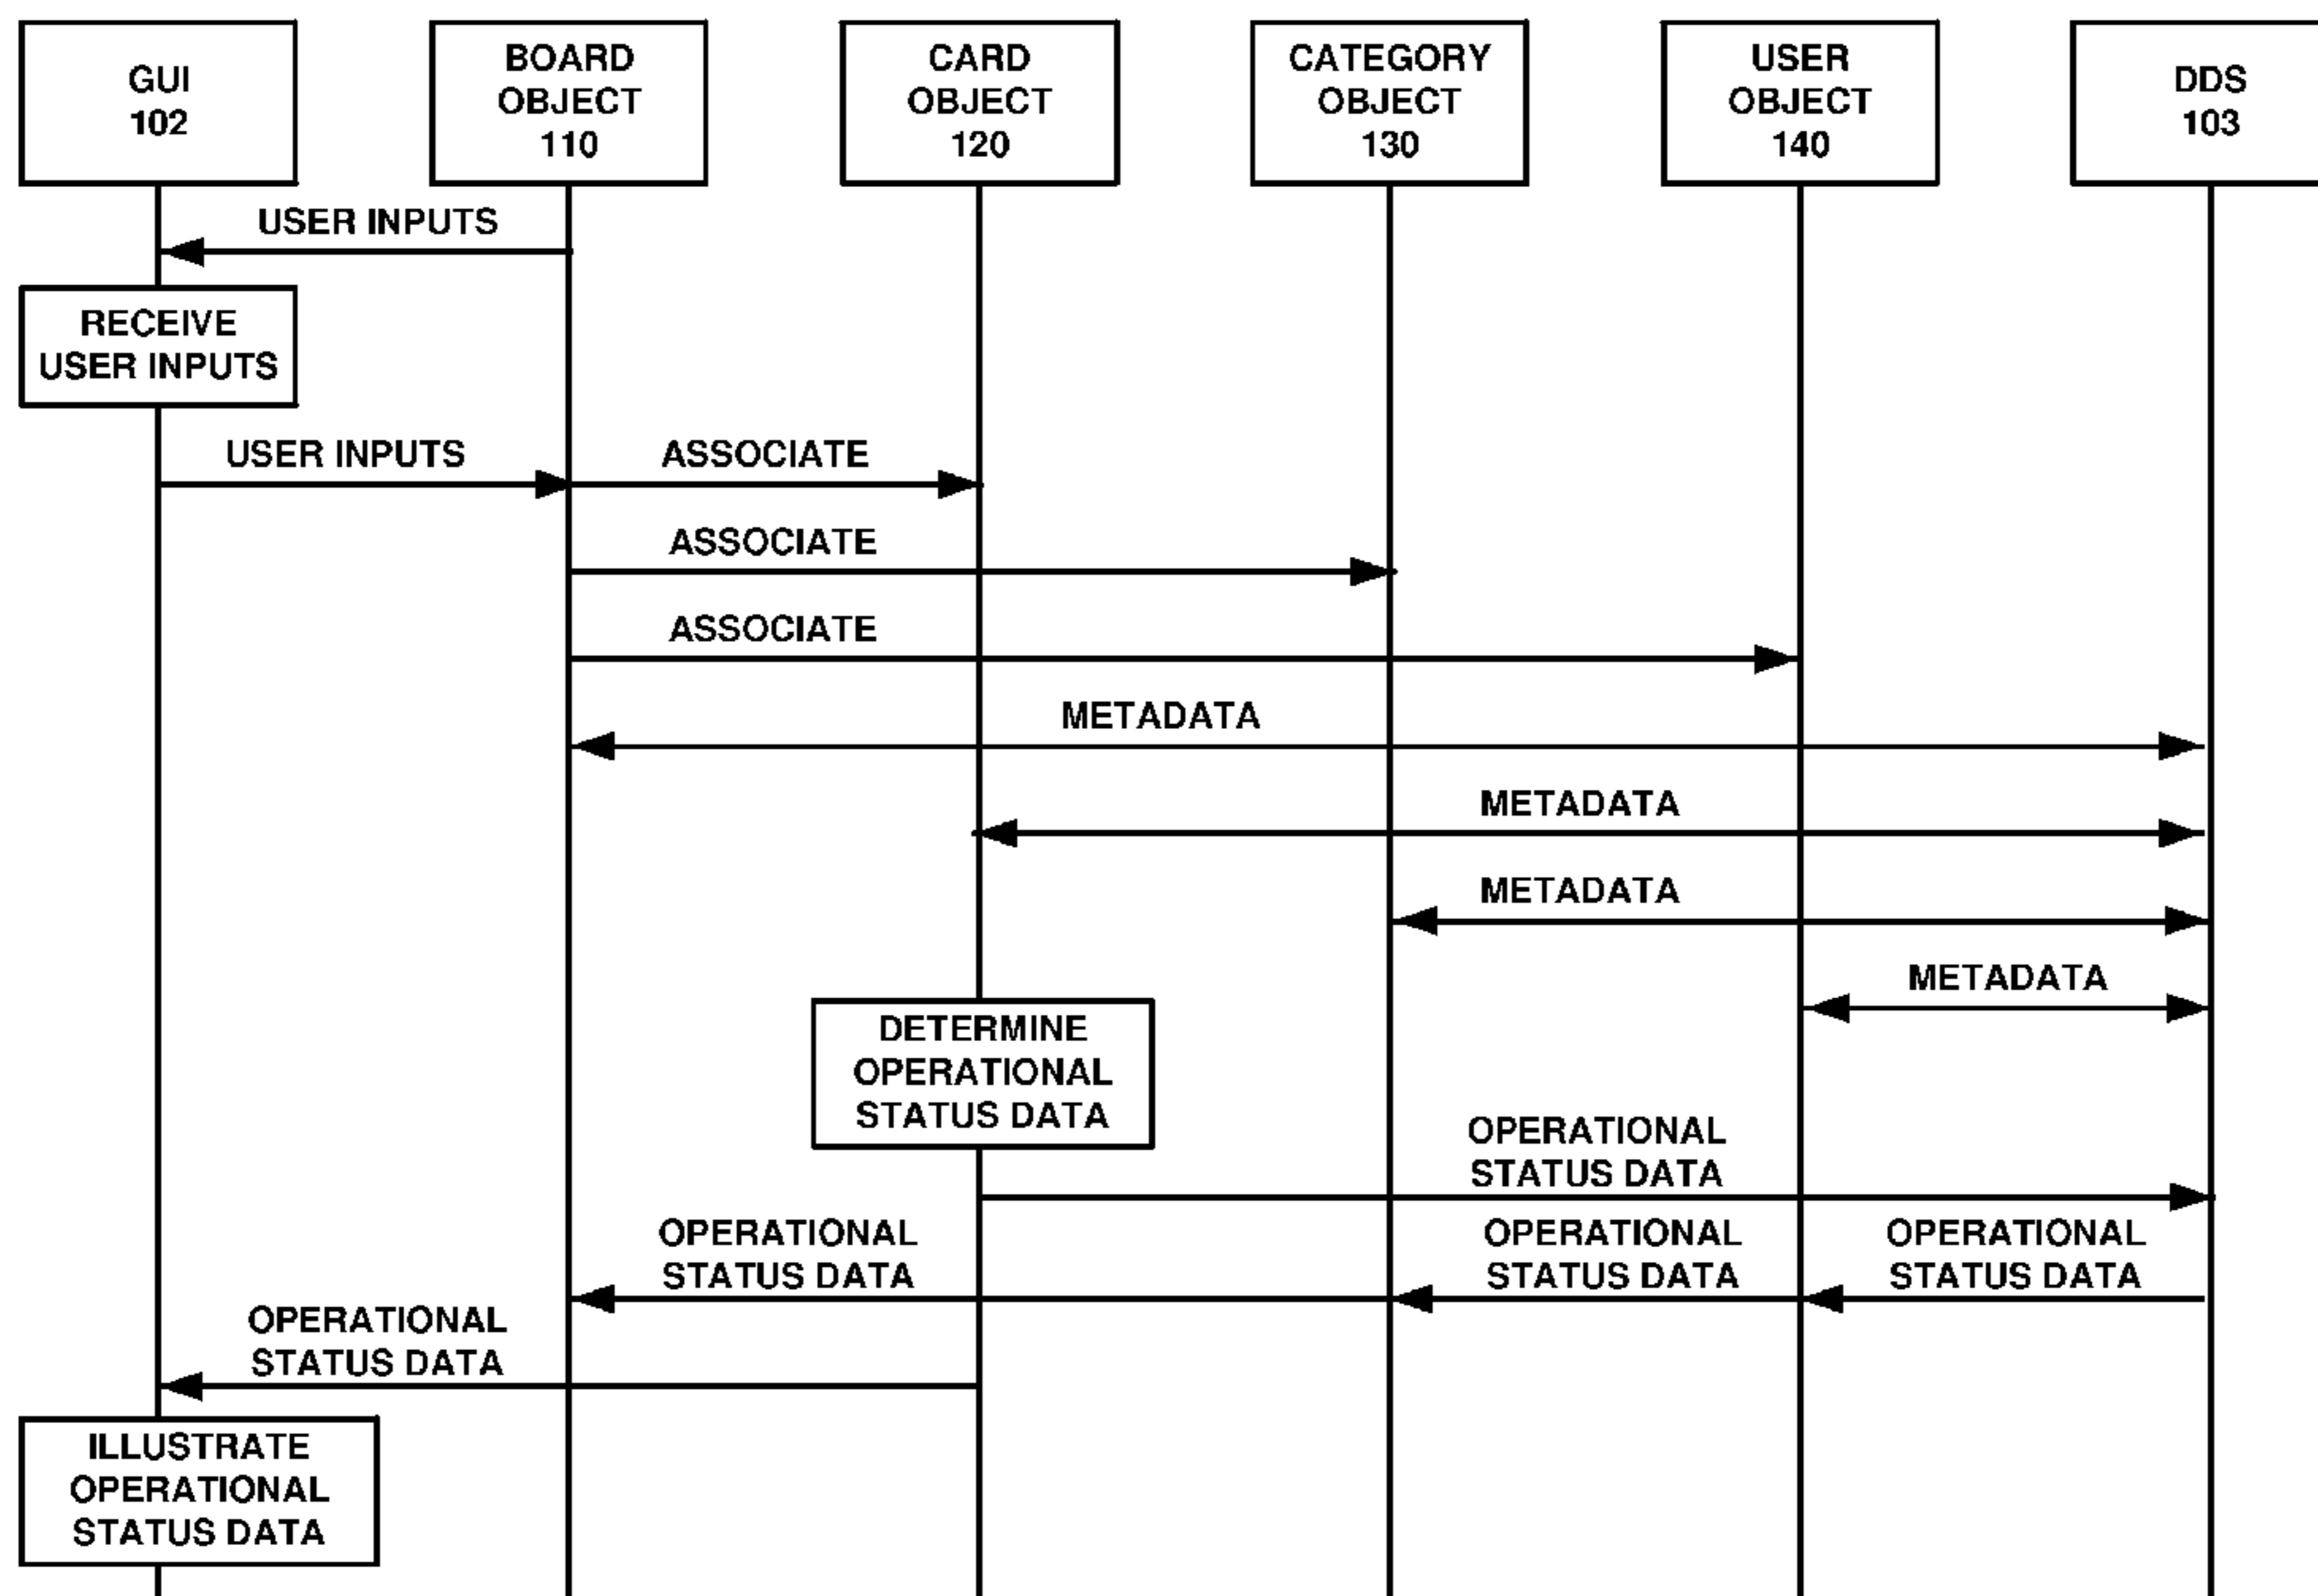 GUI
102
BOARD
OBJECT
110
CARD
OBJECT
120
CATEGORY
OBJECT
130
USER
OBJECT
140
DDS
103
USER INPUTS
RECEIVE
USER INPUTS
USER INPUTS
ASSOCIATE
ASSOCIATE
ASSOCIATE
METADATA
METADATA
METADATA
METADATA
DETERMINE
OPERATIONAL
STATUS DATA
OPERATIONAL
STATUS DATA
OPERATIONAL
STATUS DATA
OPERATIONAL
STATUS DATA
OPERATIONAL
STATUS DATA
OPERATIONAL
STATUS DATA
ILLUSTRATE
OPERATIONAL
STATUS DATA